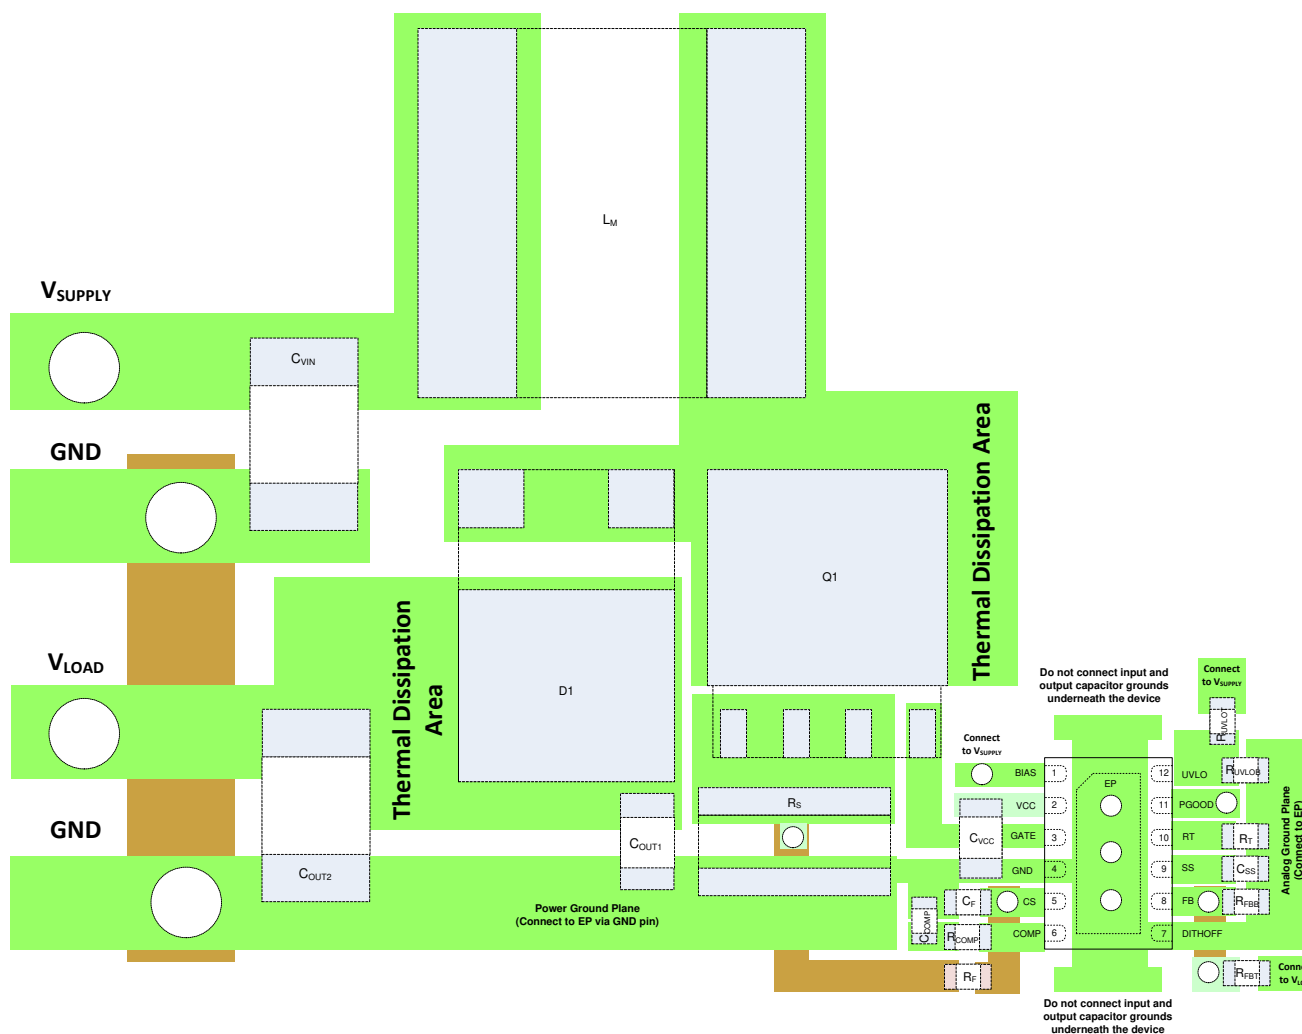 LM
VSUPPLY
CVIN
GND
Thermal Dissipation Area
Q1
Thermal Dissipation
Area
D1
VLOAD
GND
COUT2
COUT1
RS
Power Ground Plane
(Connect to EP via GND pin)
Do not connect input and
output capacitor grounds
underneath the device
Connect
to VSUPPLY
RUVLOT
Connect
to VSUPPLY
BIAS
1
EP
12
UVLO
RUVLOB
VCC
2
11
PGOOD
CVCC
GATE
3
10
RT
RT
GND
4
9
SS
CSS
CF
CS
5
8
FB
RFBB
CCOMP
RCOMP
COMP
6
7
DITHOFF
Analog Ground Plane
(Connect to EP)
RF
RFBT
Do not connect input and
output capacitor grounds
underneath the device